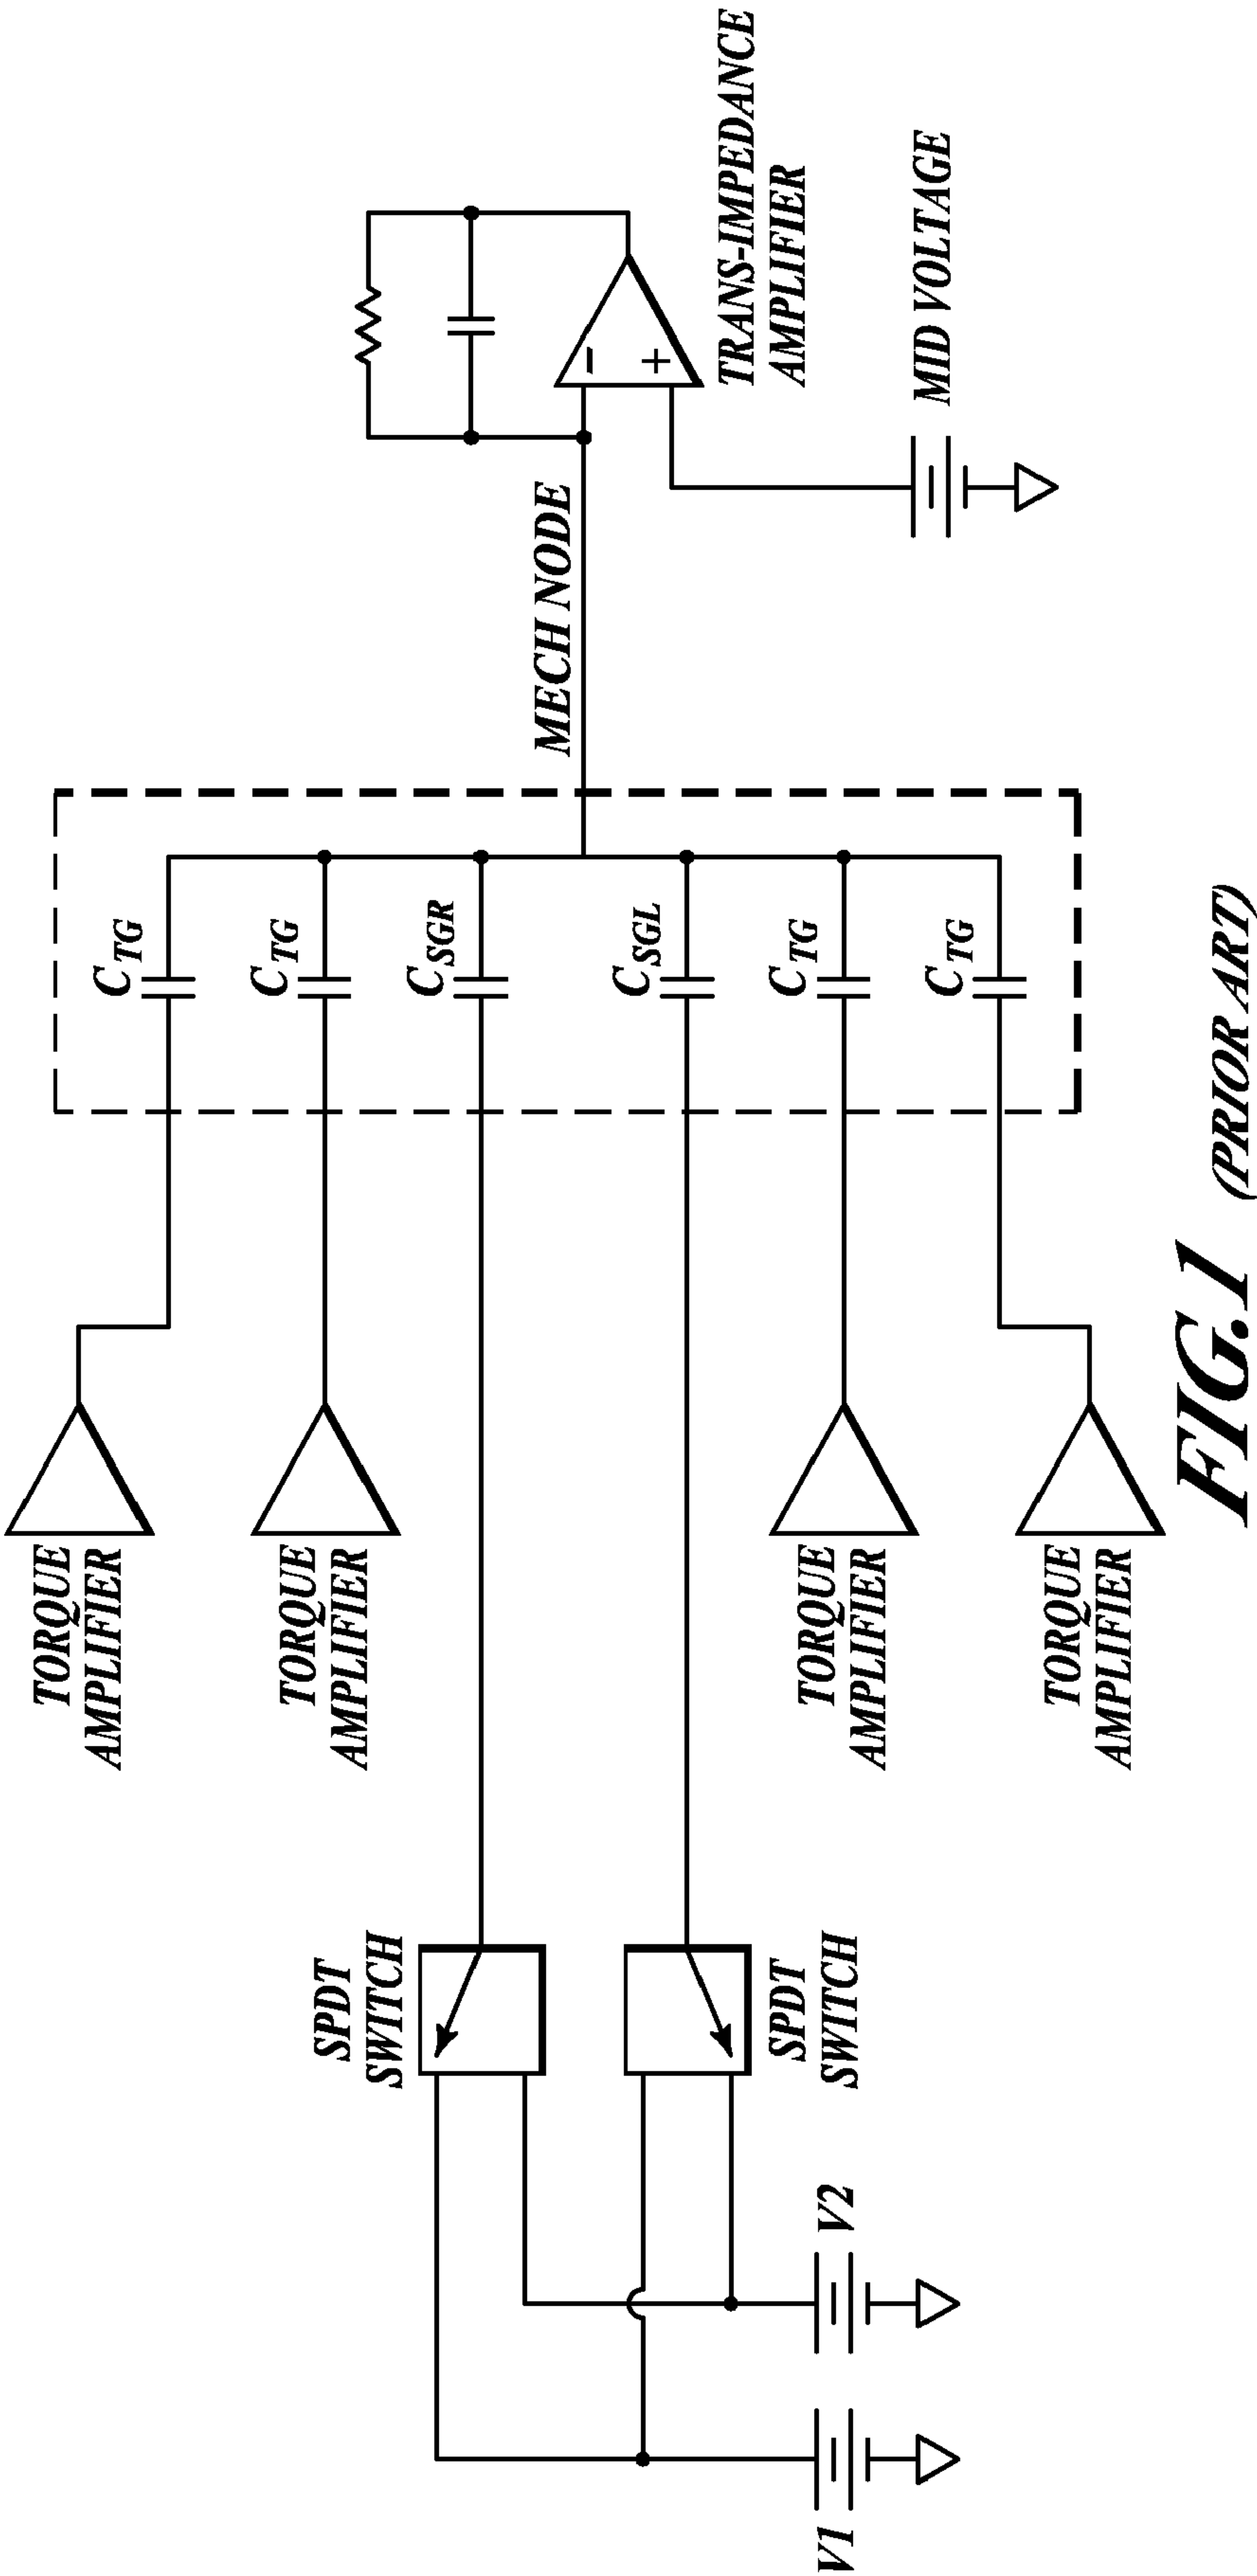 TORQUE
AMPLIFIER
TORQUE
AMPLIFIER
SPDT
SWITCH
SPDT
SWITCH
V1
V2
TORQUE
AMPLIFIER
TORQUE
AMPLIFIER
C_TG
C_TG
C_SGR
C_SGL
C_TG
C_TG
MECH NODE
−
+
TRANS-IMPEDANCE
AMPLIFIER
MID VOLTAGE
FIG.1 (PRIOR ART)